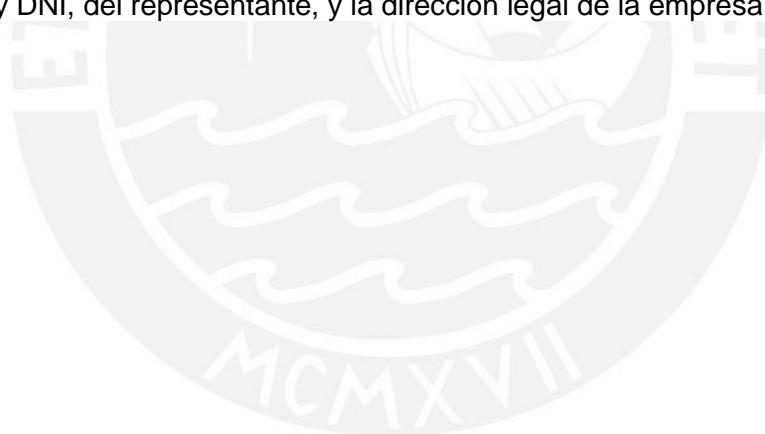 y DNI, del representante, y la dirección legal de la empresa
MCMXVII